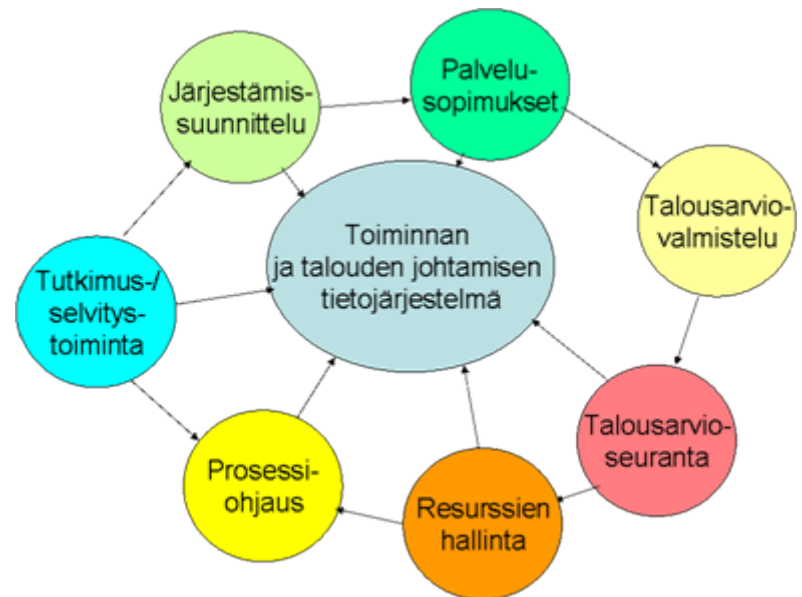 Järjestämis-
suunnittelu
Palvelu-
sopimukset
Talousarvio-
valmistelu
Toiminnan
ja talouden johtamisen
tietojärjestelmä
Tutkimus-/
selvitys-
toiminta
Talousarvio-
seuranta
Prosessi-
ohjaus
Resurssien
hallinta